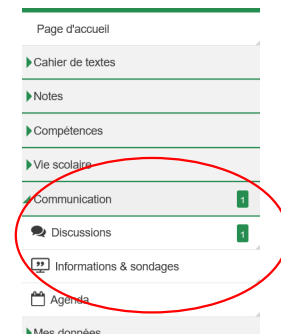 Page d'accueil
Cahier de textes
Notes
Compétences
Vie scolaire
Communication 1
Discussions 1
Informations & sondages
Agenda
Mes données